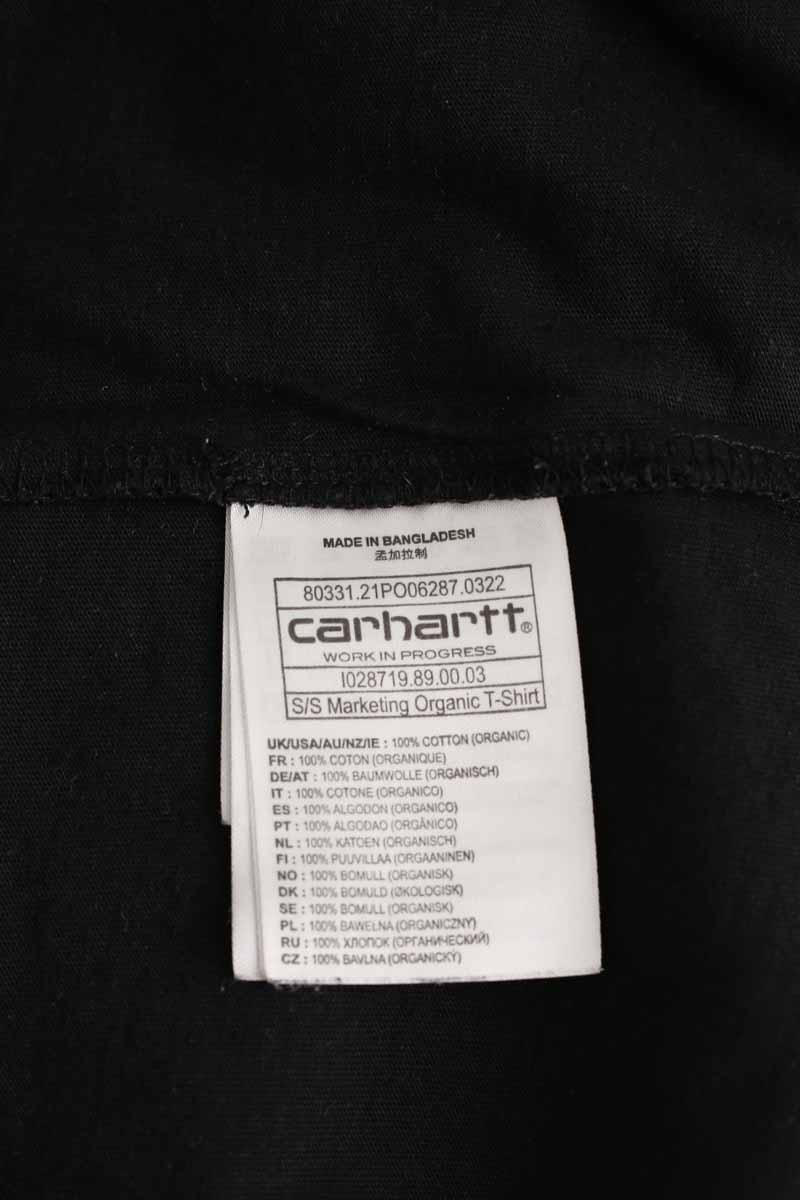 MADE IN BANGLADESH
孟加拉制
80331.21PO06287.0322
carhartt®
WORK IN PROGRESS
I028719.89.00.03
S/S Marketing Organic T-Shirt
UK/USA/AU/NZ/IE : 100% COTTON (ORGANIC)
FR : 100% COTON (ORGANIQUE)
DE/AT : 100% BAUMWOLLE (ORGANISCH)
IT : 100% COTONE (ORGANICO)
ES : 100% ALGODON (ORGANICO)
PT : 100% ALGODAO (ORGÂNICO)
NL : 100% KATOEN (ORGANISCH)
FI : 100% PUUVILLAA (ORGAANINEN)
NO : 100% BOMULL (ORGANISK)
DK : 100% BOMULD (ØKOLOGISK)
SE : 100% BOMULL (ORGANISK)
PL : 100% BAWEŁNA (ORGANICZNY)
RU : 100% ХЛОПОК (ОРГАНИЧЕСКИЙ)
CZ : 100% BAVLNA (ORGANICKÝ)